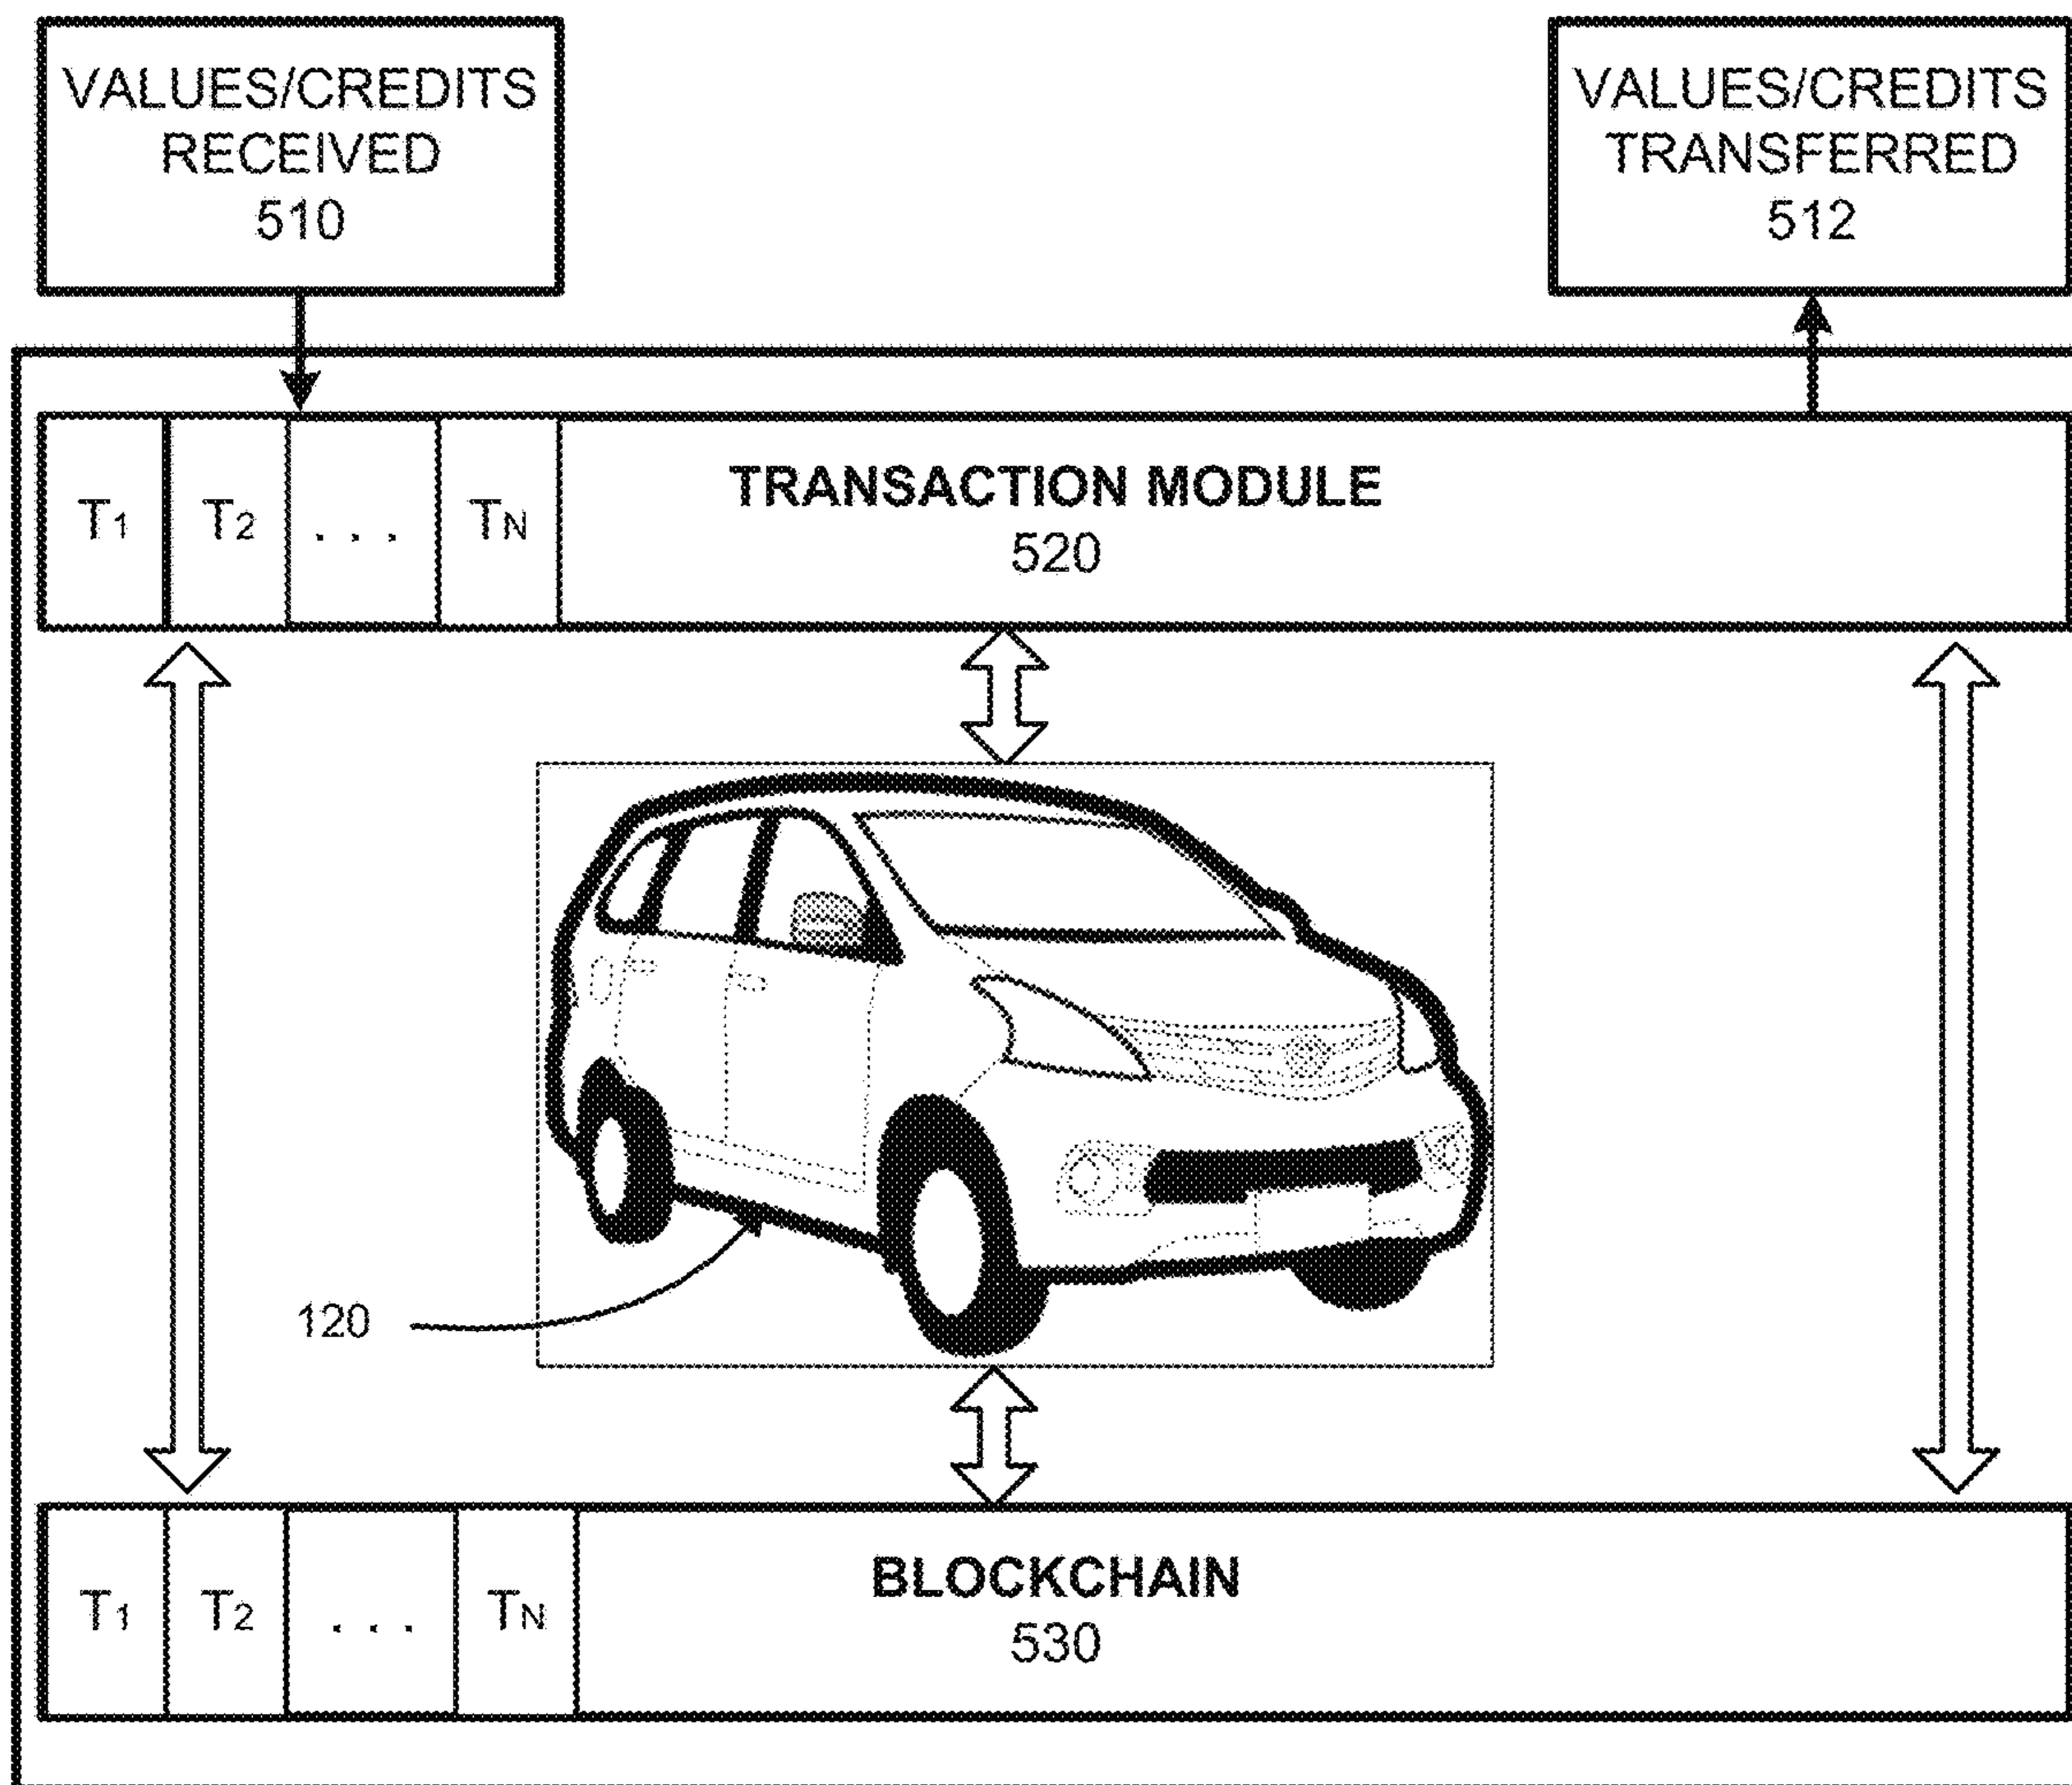 VALUES/CREDITS
RECEIVED
510
VALUES/CREDITS
TRANSFERRED
512
T1 T2 . . . TN
TRANSACTION MODULE
520
120
T1 T2 . . . TN
BLOCKCHAIN
530